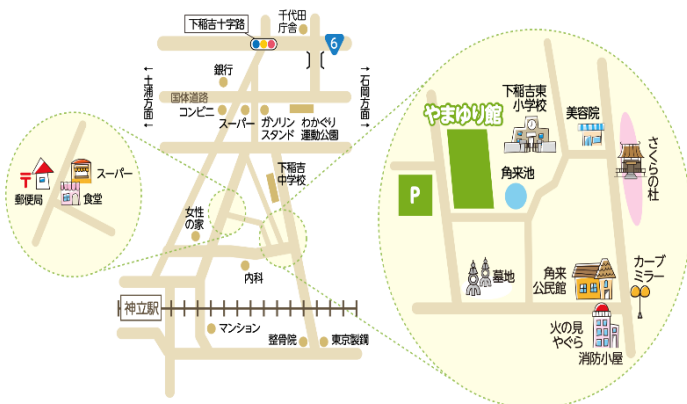 下稲吉十字路
千代田
庁舎
6
銀行
国体道路
コンビニ
スーパー
ガソリン
スタンド
わかぐり
運動公園
←土浦方面→
←石岡方面→
下稲吉
中学校
女性
の家
内科
神立駅
マンション
整骨院
東京製鋼
スーパー
〒
郵便局
食堂
やまゆり館
下稲吉東
小学校
美容院
さくらの杜
P
角来池
墓地
角来
公民館
カーブ
ミラー
火の見
やぐら
消防小屋